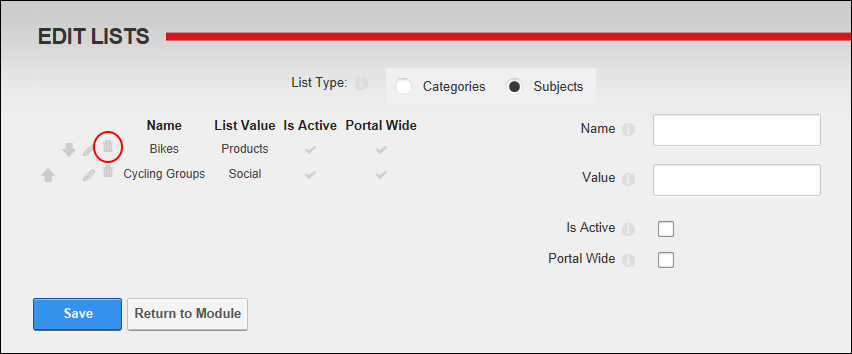 EDIT LISTS
List Type: Categories Subjects
Name List Value Is Active Portal Wide
Bikes Products
Cycling Groups Social
Name
Value
Is Active
Portal Wide
Save Return to Module